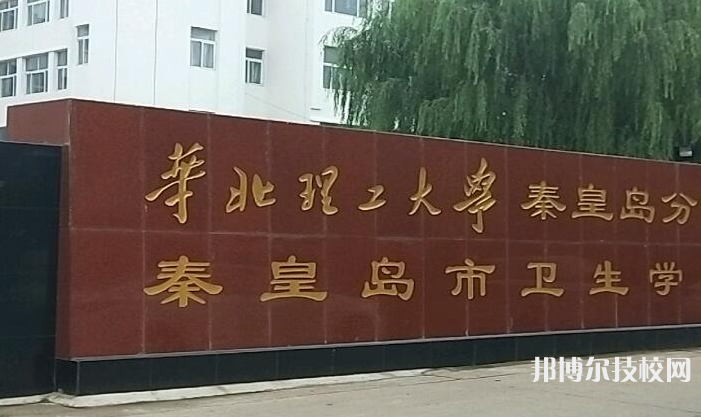 華北理工大學 秦皇岛分
秦皇岛市卫生学
邦博尔技校网